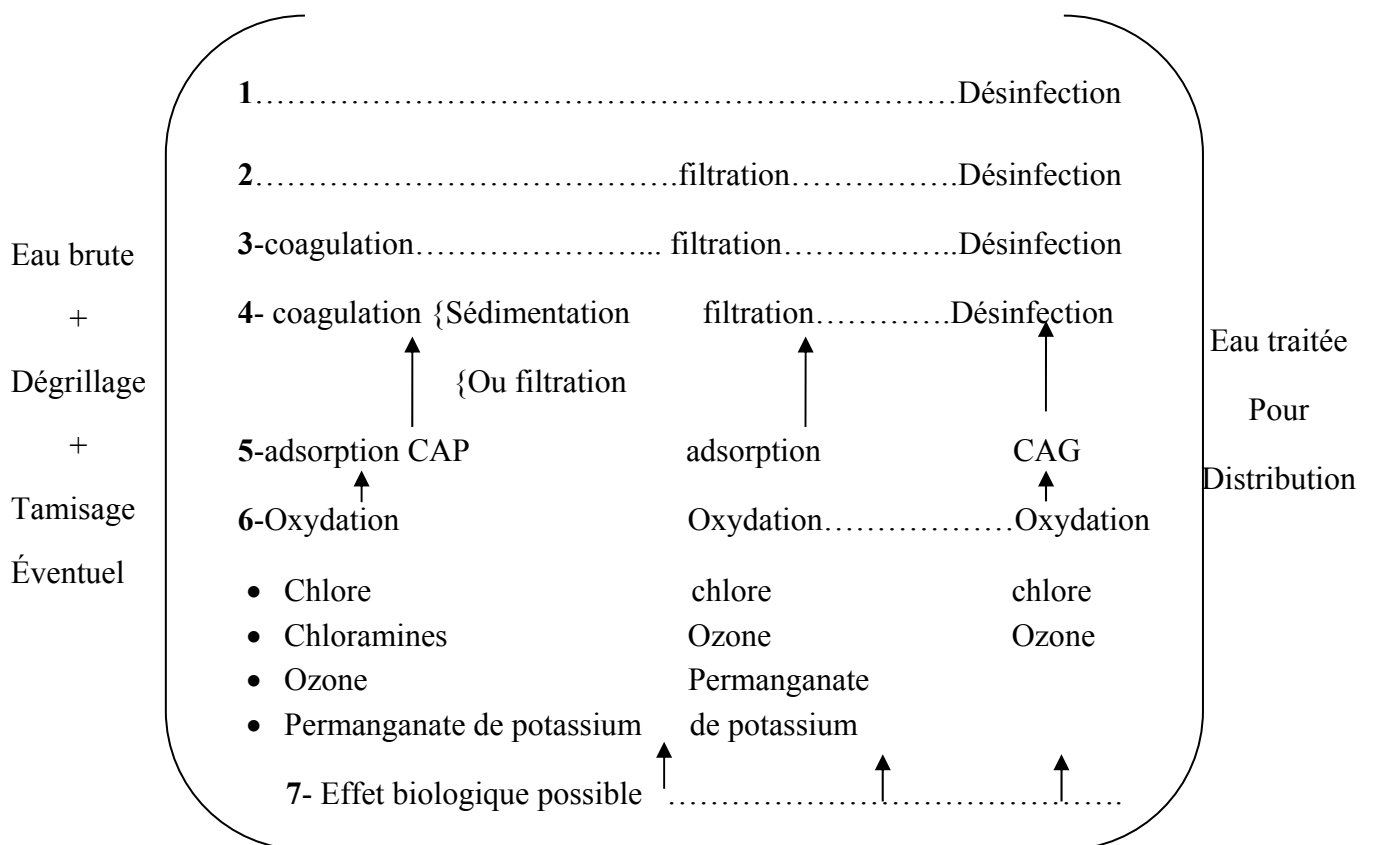 1…………………………………………………………Désinfection
2………………………………….filtration…………….Désinfection
3-coagulation…………………... filtration……………..Désinfection
4- coagulation {Sédimentation filtration………….Désinfection
{Ou filtration
5-adsorption CAP adsorption CAG
6-Oxydation Oxydation………………Oxydation
• Chlore chlore chlore
• Chloramines Ozone Ozone
• Ozone Permanganate
• Permanganate de potassium de potassium
7- Effet biologique possible …………………………………….
Eau brute
+
Dégrillage
+
Tamisage
Éventuel
Eau traitée
Pour
Distribution